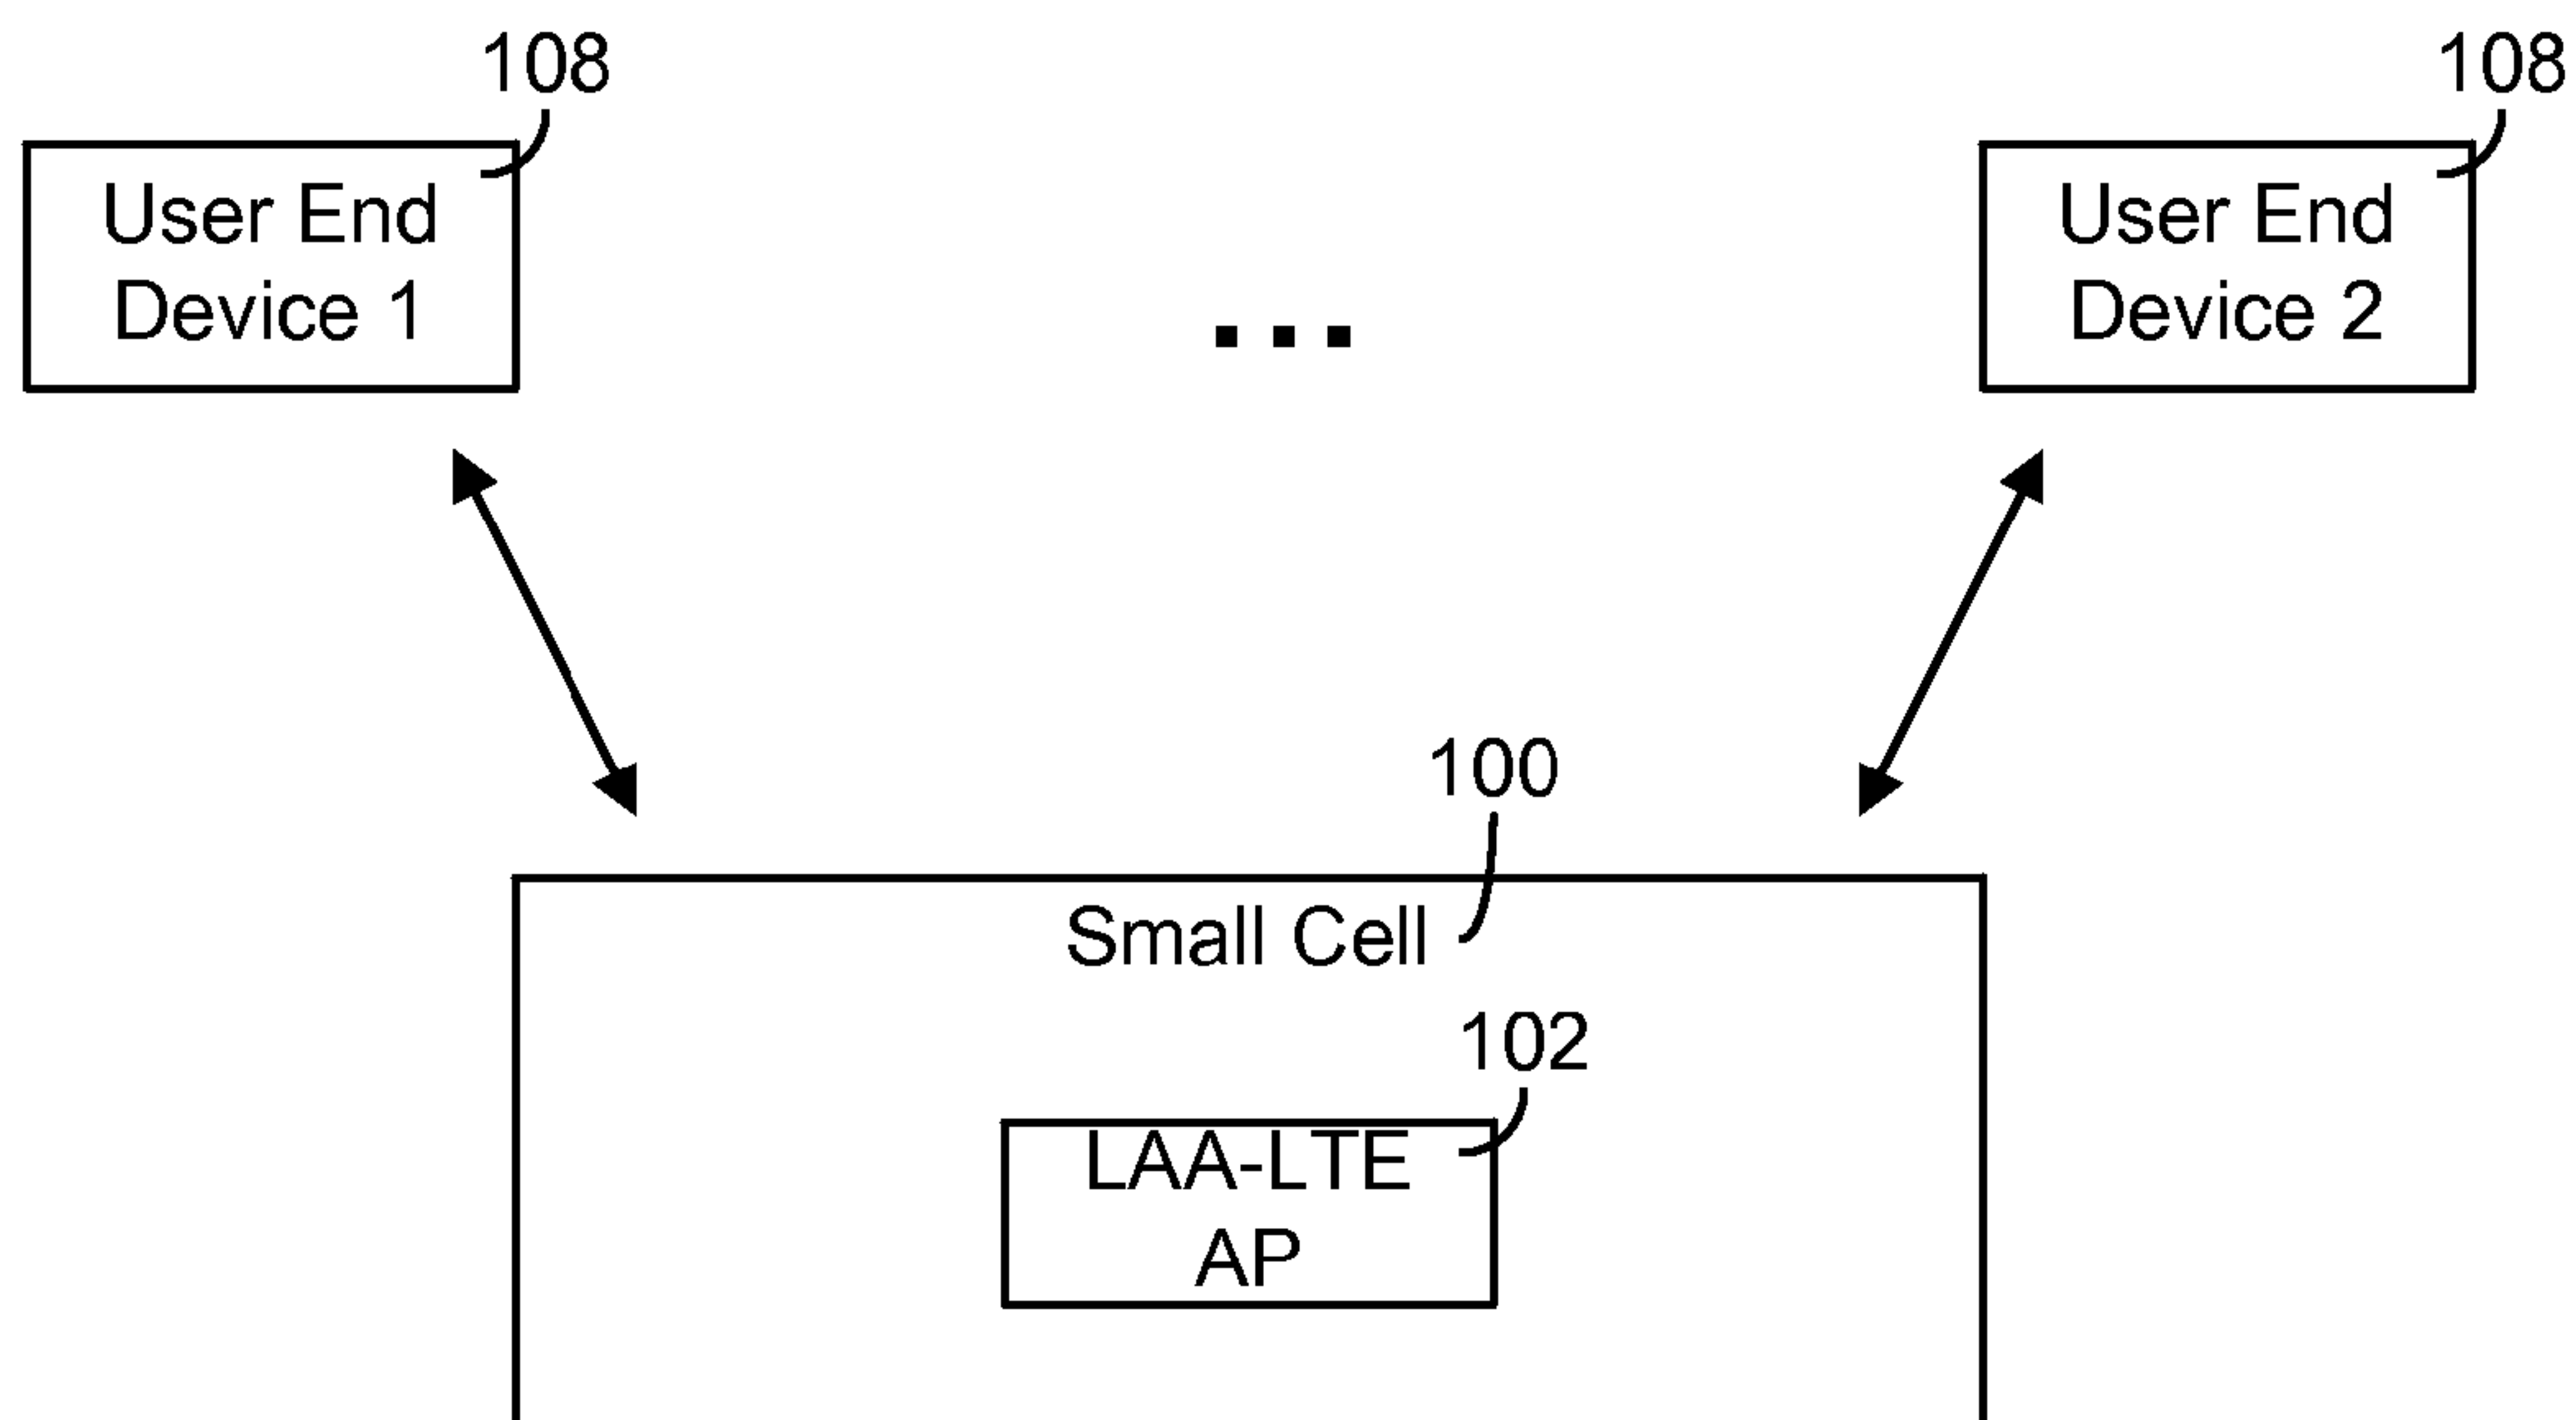 108
108
User End
Device 1
...
User End
Device 2
100
Small Cell
102
LAA-LTE
AP